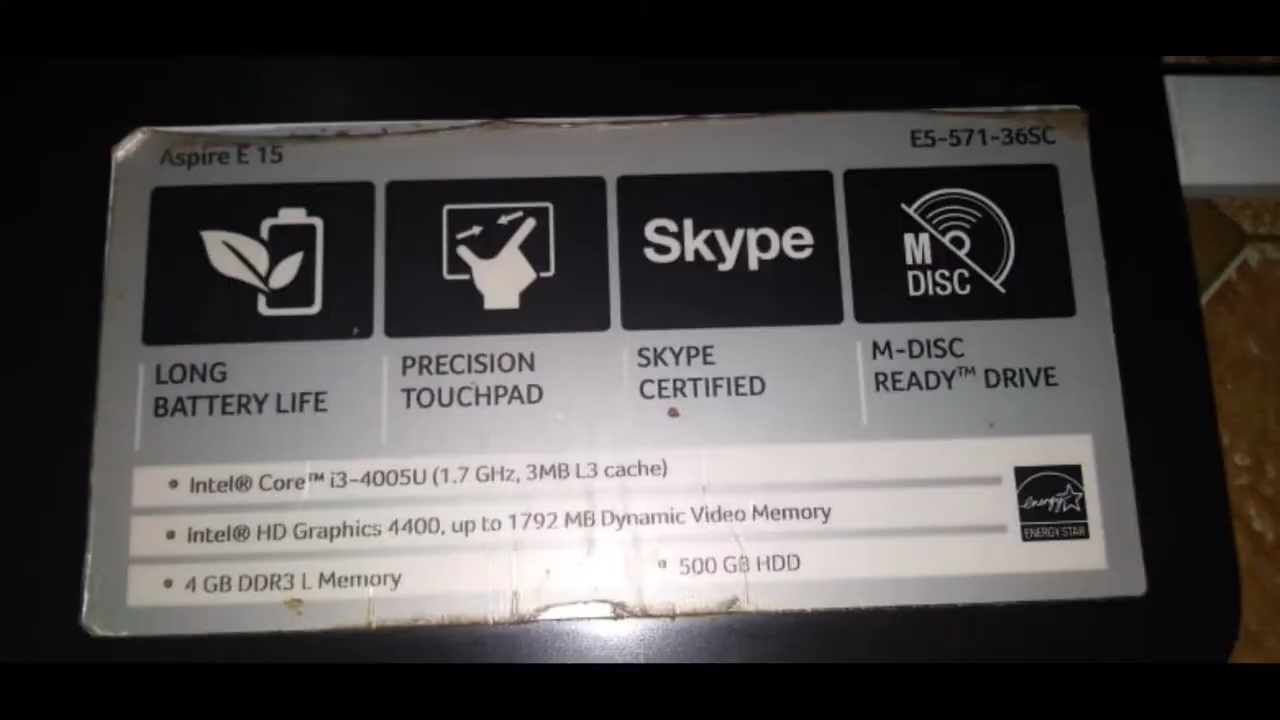 Aspire E 15
E5-571-36SC
Skype
M DISC
LONG
BATTERY LIFE
PRECISION
TOUCHPAD
SKYPE
CERTIFIED
M-DISC
READY™ DRIVE
• Intel® Core™ i3-4005U (1.7 GHz, 3MB L3 cache)
• Intel® HD Graphics 4400, up to 1792 MB Dynamic Video Memory
• 4 GB DDR3 L Memory
• 500 GB HDD
energy
ENERGY STAR